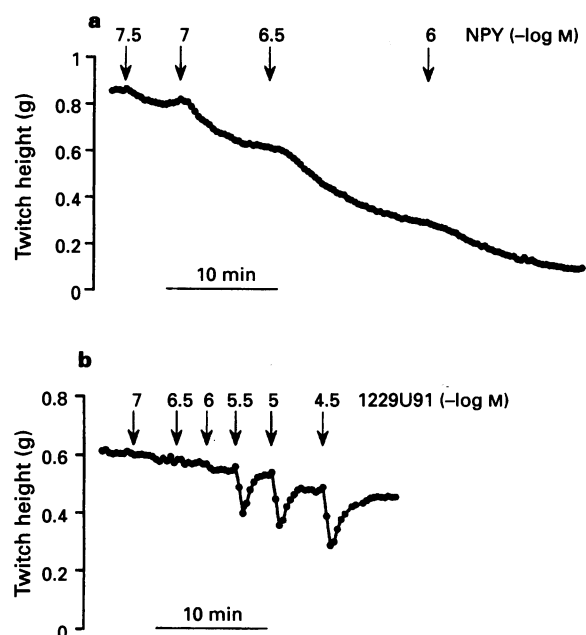 a
7.5 7 6.5 6 NPY (–log M)
1
0.8
0.6
0.4
0.2
0
Twitch height (g)
10 min
b
7 6.5 6 5.5 5 4.5 1229U91 (–log M)
0.8
0.6
0.4
0.2
0
Twitch height (g)
10 min